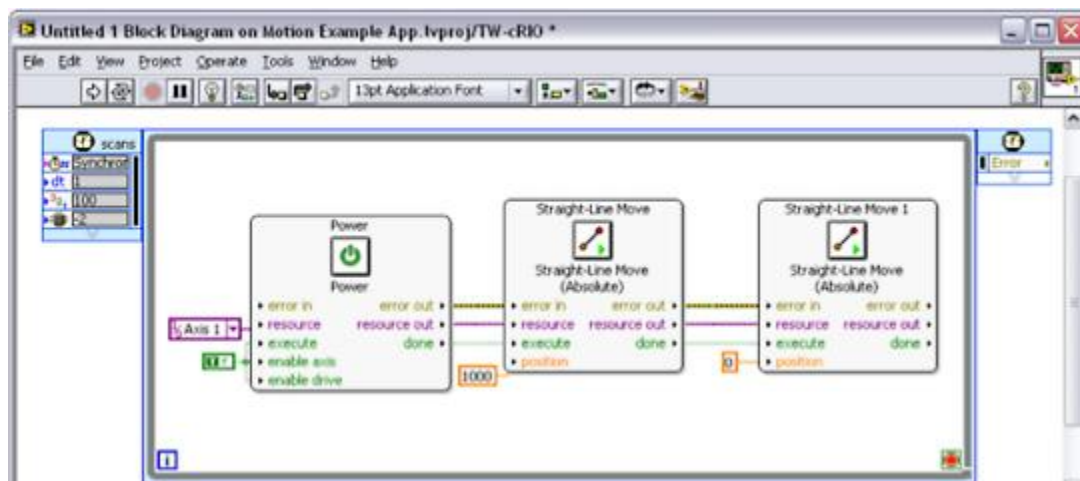 Untitled 1 Block Diagram on Motion Example App.lvproj/TW-cRIO *
File Edit View Project Operate Tools Window Help
13pt Application Font
1
scans
Synchron
dt 1
100
-2
Error
Power
Power
error in error out
resource resource out
execute done
enable axis
enable drive
Axis 1
T F
Straight-Line Move
Straight-Line Move
(Absolute)
error in error out
resource resource out
execute done
position
1000
Straight-Line Move 1
Straight-Line Move
(Absolute)
error in error out
resource resource out
execute done
position
0
i